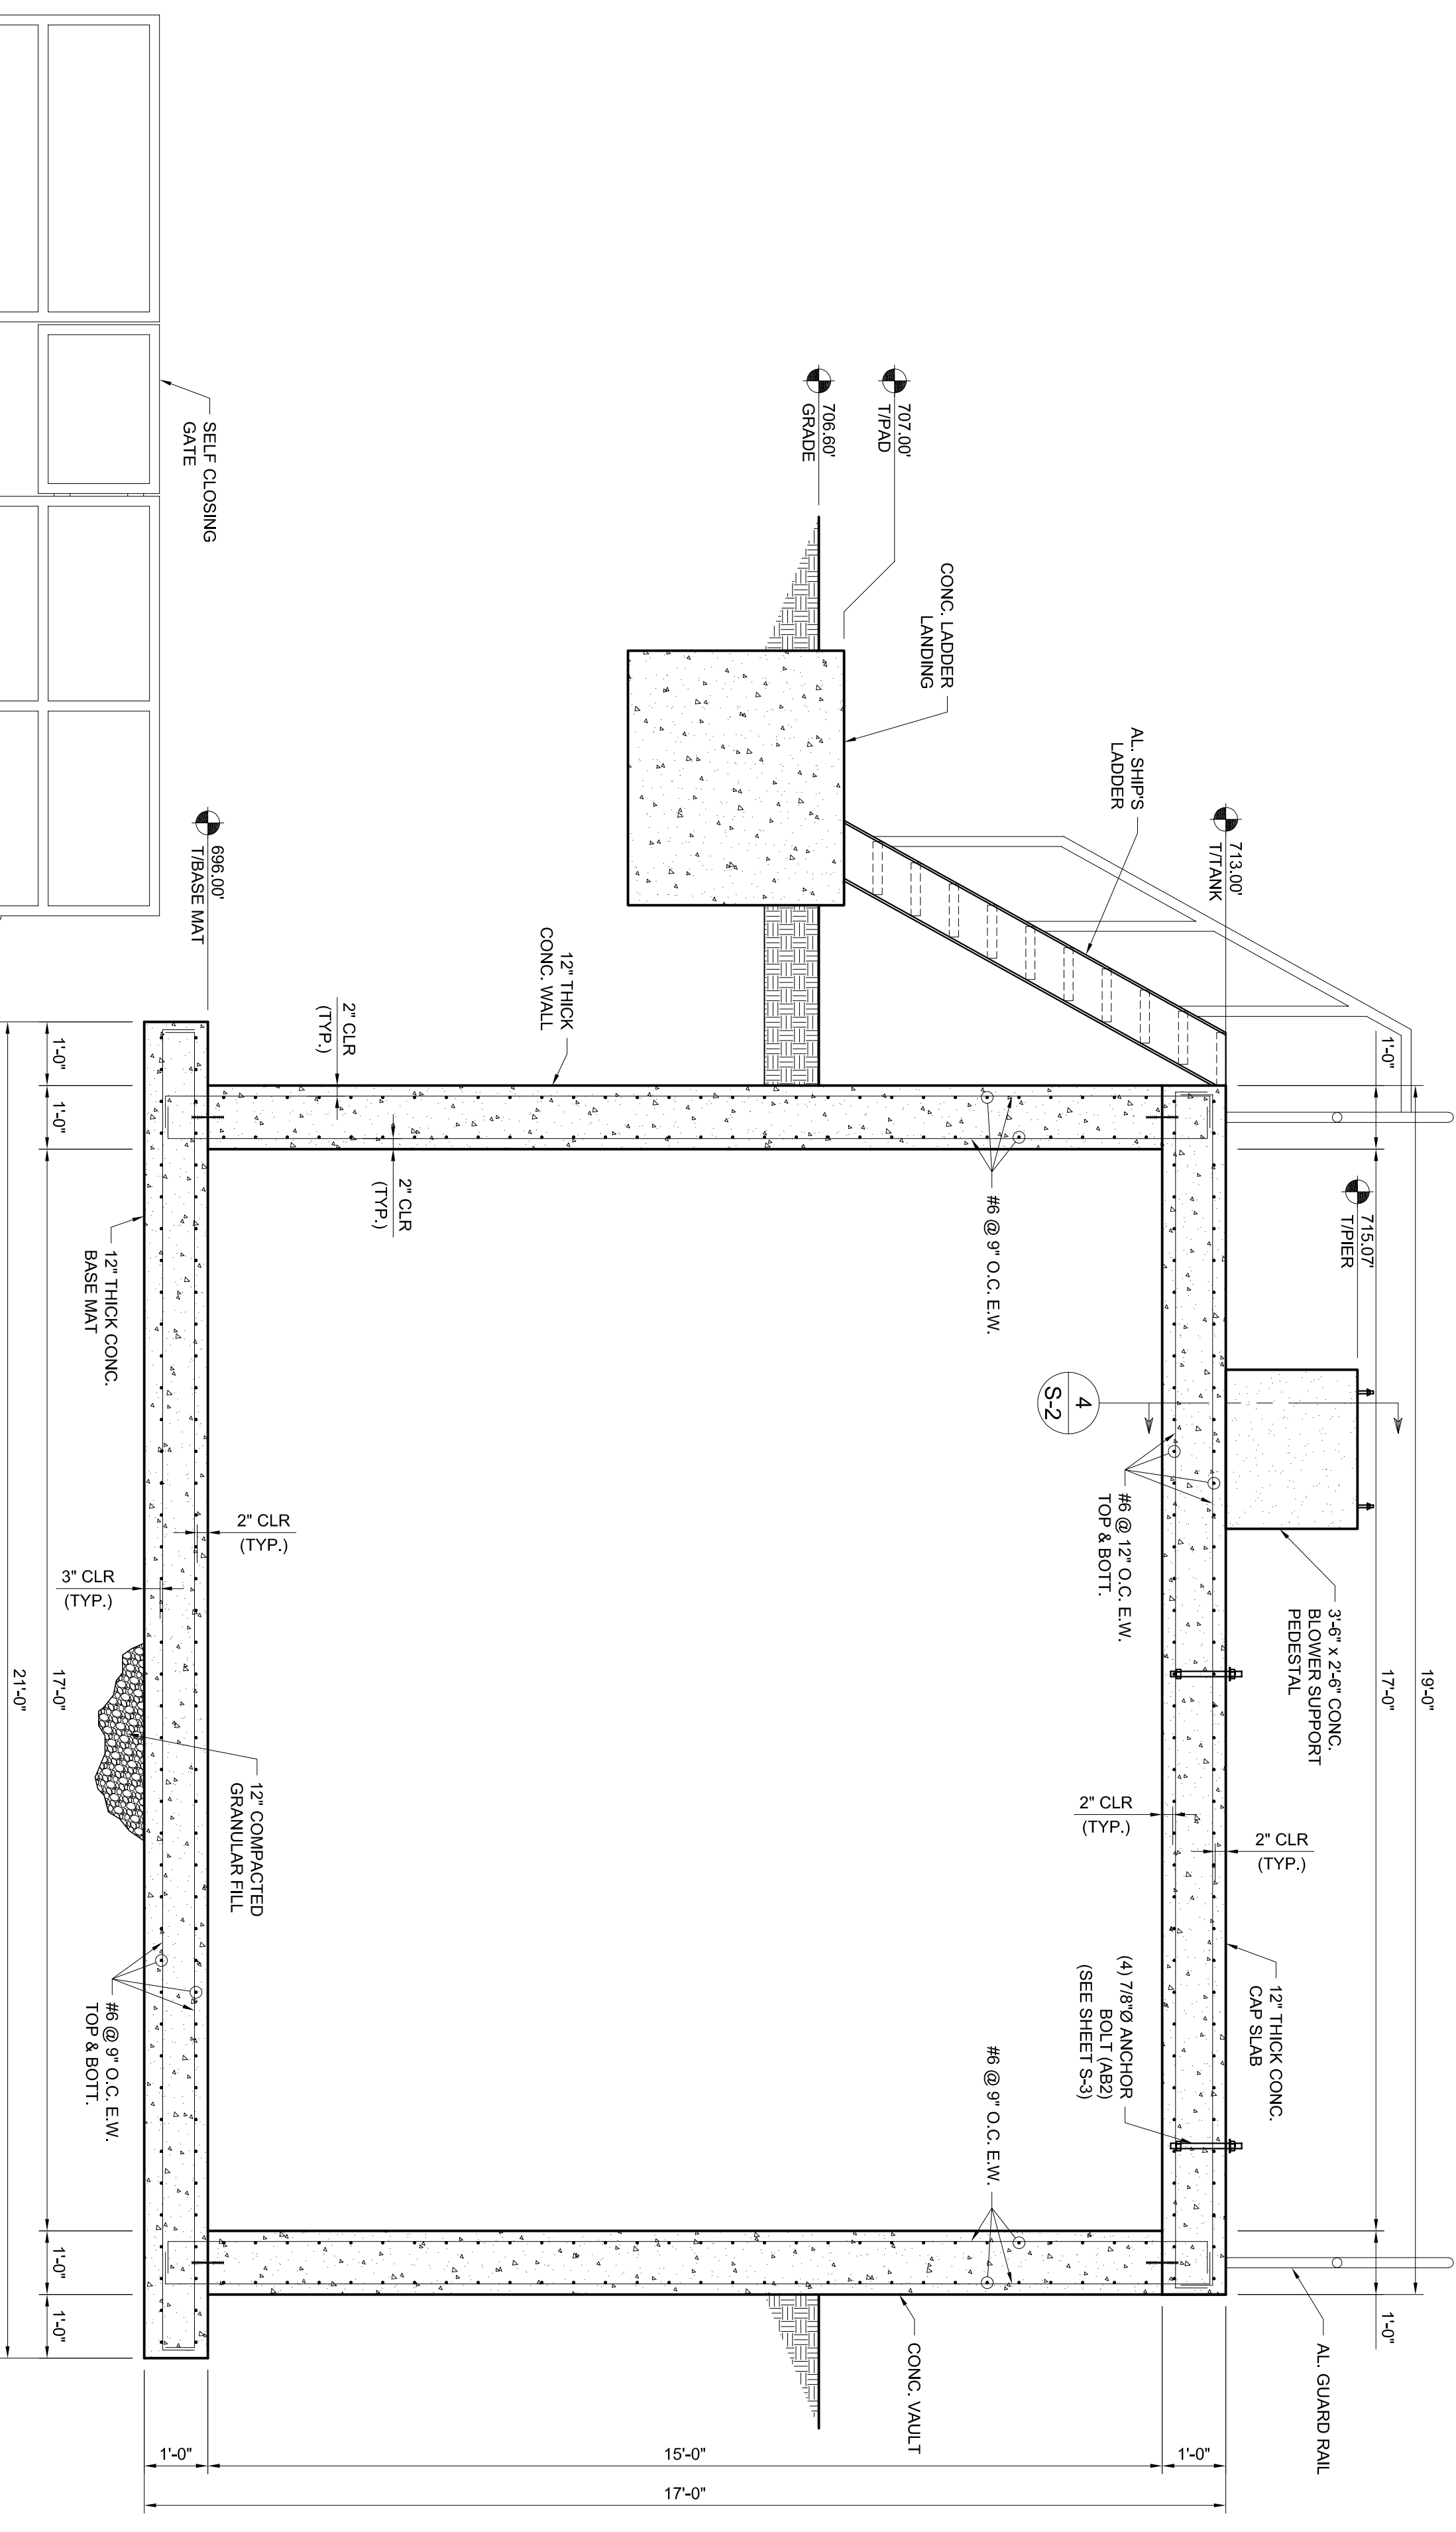 1'-0"
19'-0"
17'-0"
1'-0"
AL. GUARD RAIL
715.07'
T/PIER
3'-6" x 2'-6" CONC.
BLOWER SUPPORT
PEDESTAL
2" CLR
(TYP.)
12" THICK CONC.
CAP SLAB
713.00'
T/TANK
AL. SHIP'S
LADDER
#6 @ 12" O.C. E.W.
TOP & BOTT.
2" CLR
(TYP.)
(4) 7/8"Ø ANCHOR
BOLT (AB2)
(SEE SHEET S-3)
4
S-2
#6 @ 9" O.C. E.W.
#6 @ 9" O.C. E.W.
CONC. LADDER
LANDING
707.00'
T/PAD
706.60'
GRADE
CONC. VAULT
1'-0"
15'-0"
17'-0"
1'-0"
12" THICK
CONC. WALL
2" CLR
(TYP.)
2" CLR
(TYP.)
696.00'
T/BASE MAT
2" CLR
(TYP.)
12" COMPACTED
GRANULAR FILL
SELF CLOSING
GATE
12" THICK CONC.
BASE MAT
3" CLR
(TYP.)
#6 @ 9" O.C. E.W.
TOP & BOTT.
1'-0"
1'-0"
17'-0"
1'-0"
1'-0"
21'-0"